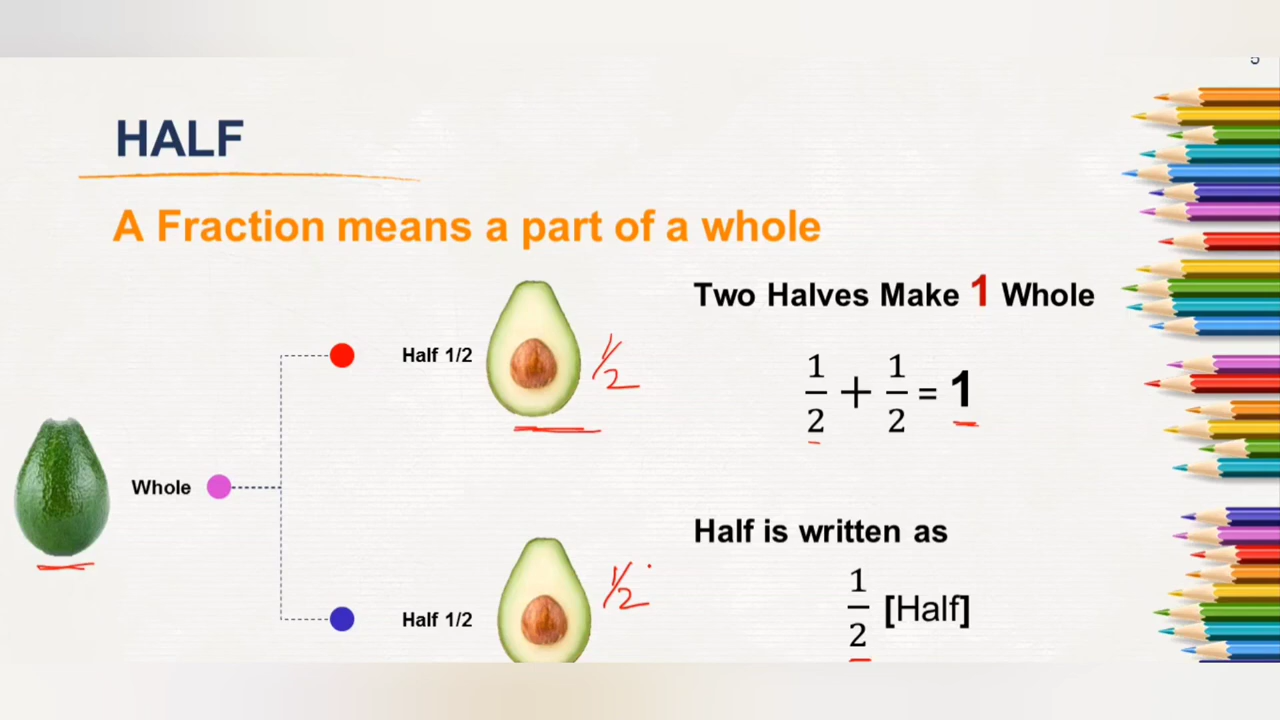 5
HALF
A Fraction means a part of a whole
Two Halves Make 1 Whole
Half 1/2
1/2
1/2 + 1/2 = 1
Whole
Half is written as
1/2 [Half]
Half 1/2
1/2